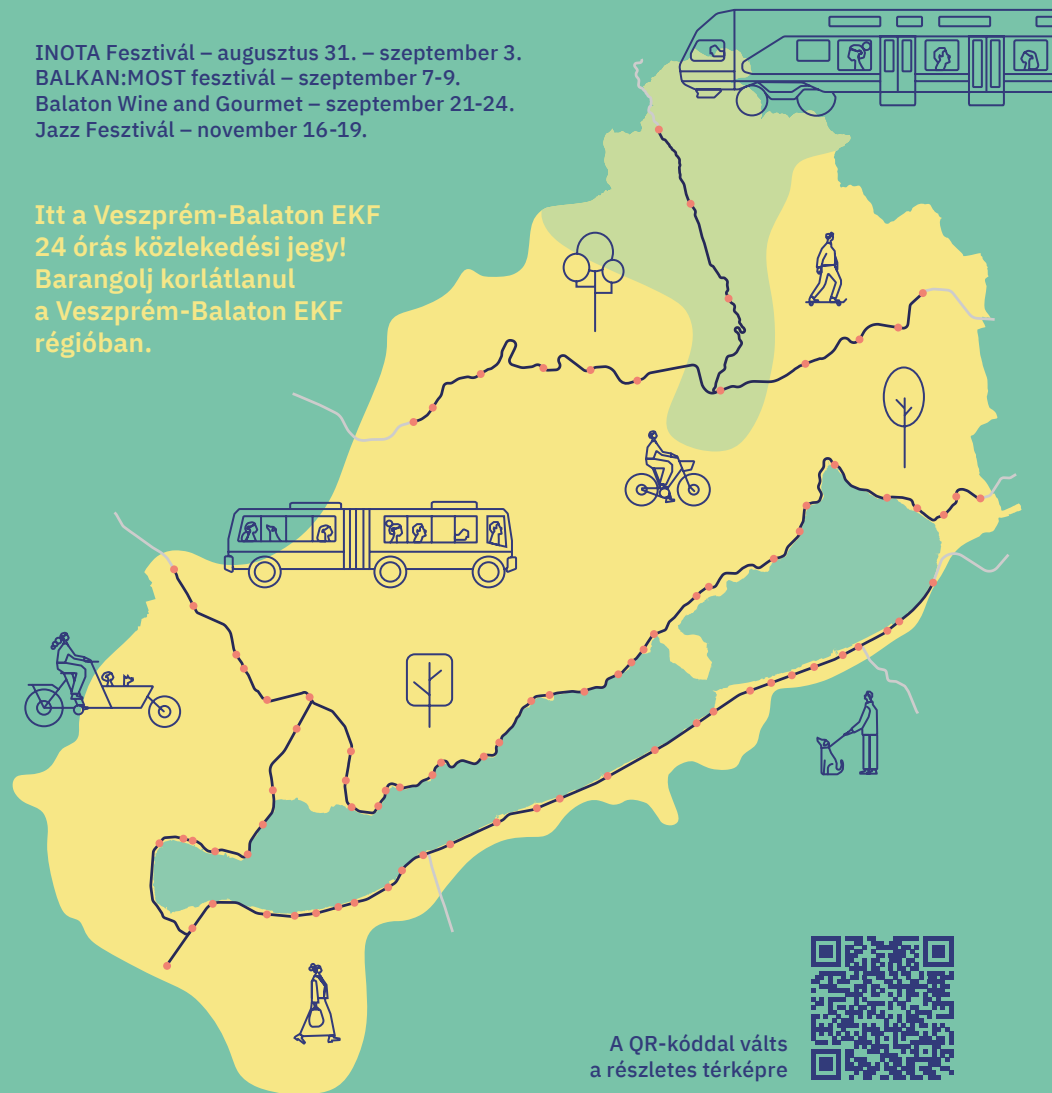 INOTA Fesztivál – augusztus 31. – szeptember 3.
BALKAN:MOST fesztivál – szeptember 7-9.
Balaton Wine and Gourmet – szeptember 21-24.
Jazz Fesztivál – november 16-19.
Itt a Veszprém-Balaton EKF
24 órás közlekedési jegy!
Barangolj korlátlanul
a Veszprém-Balaton EKF
régióban.
A QR-kóddal válts
a részletes térképre